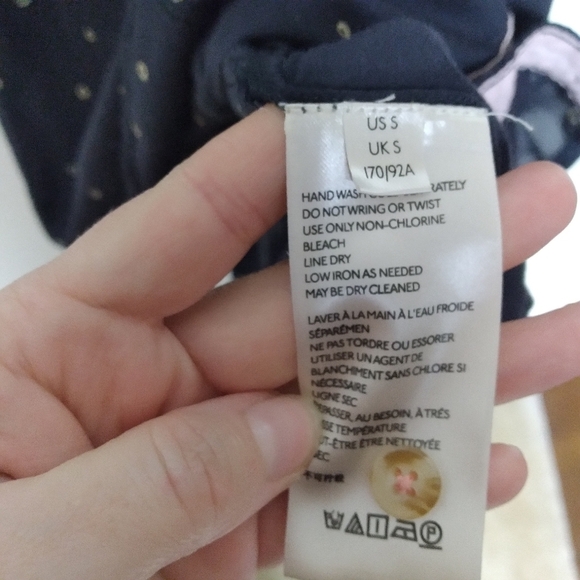 US S
UK S
170/92A
HAND WASH
DO NOT WRING OR TWIST
USE ONLY NON-CHLORINE
BLEACH
LINE DRY
LOW IRON AS NEEDED
MAY BE DRY CLEANED
LAVER À LA MAIN À L'EAU FROIDE
SÉPARÉMEN
NE PAS TORDRE OU ESSORER
UTILISER UN AGENT DE
BLANCHIMENT SANS CHLORE SI
NÉCESSAIRE
LIGNE SEC
AU BESOIN, À TRÈS
TEMPÉRATURE
ÊTRE NETTOYÉE
SEC
P